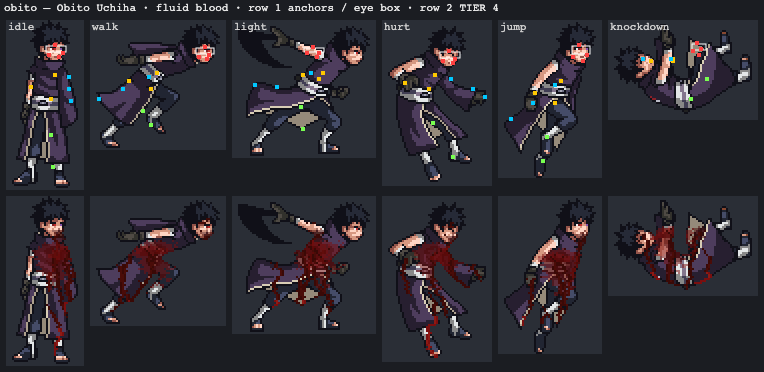 obito — Obito Uchiha · fluid blood · row 1 anchors / eye box · row 2 TIER 4
idle walk light hurt jump knockdown